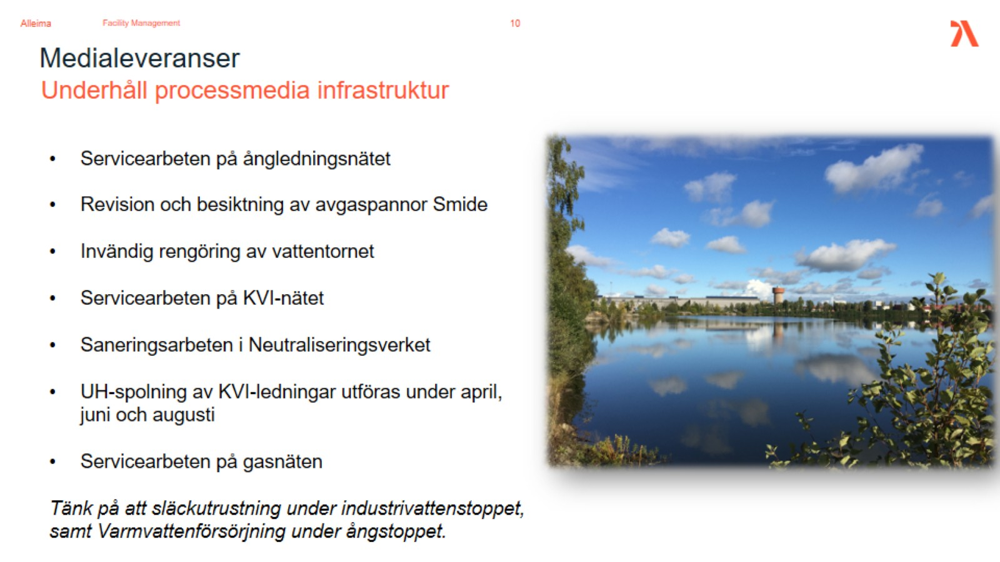 Alleima
Facility Management
10
Medialeveranser
Underhåll processmedia infrastruktur
• Servicearbeten på ångledningsnätet
• Revision och besiktning av avgaspannor Smide
• Invändig rengöring av vattentornet
• Servicearbeten på KVI-nätet
• Saneringsarbeten i Neutraliseringsverket
• UH-spolning av KVI-ledningar utföras under april,
juni och augusti
• Servicearbeten på gasnäten
Tänk på att släckutrustning under industrivattenstoppet,
samt Varmvattenförsörjning under ångstoppet.